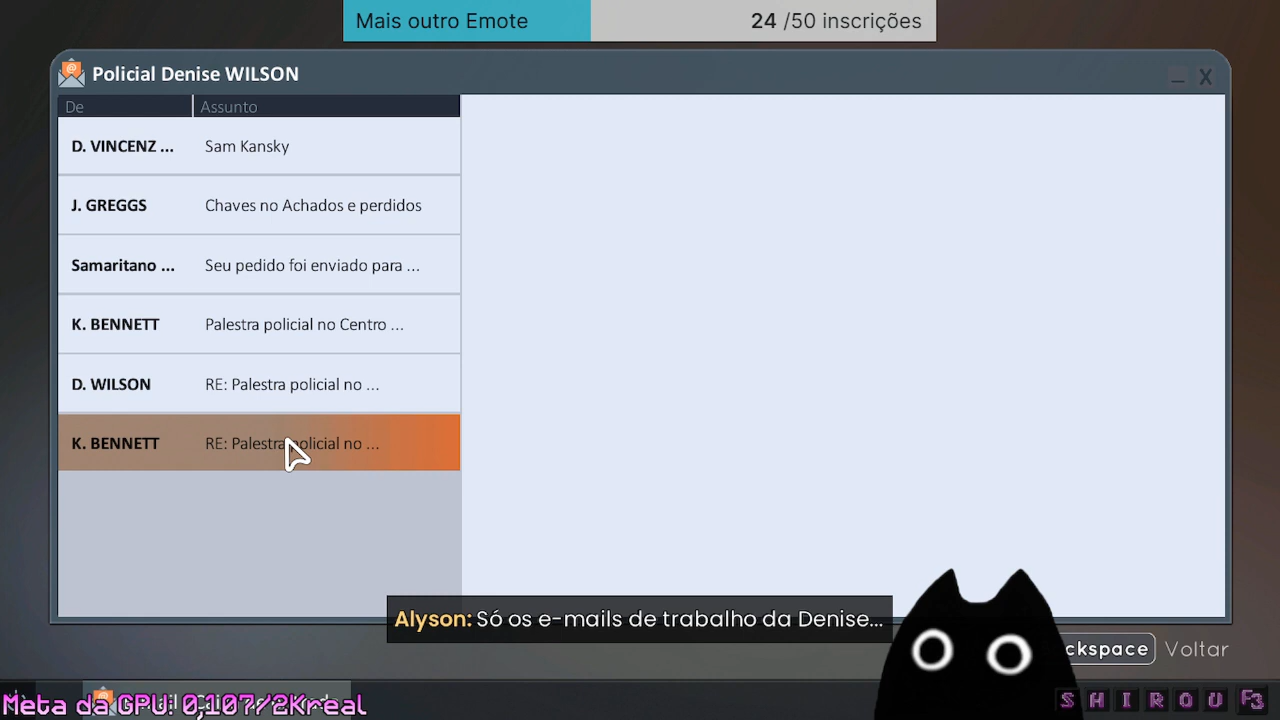 Mais outro Emote 24 /50 inscrições
Policial Denise WILSON
De Assunto
D. VINCENZ ... Sam Kansky
J. GREGGS Chaves no Achados e perdidos
Samaritano ... Seu pedido foi enviado para ...
K. BENNETT Palestra policial no Centro ...
D. WILSON RE: Palestra policial no ...
K. BENNETT RE: Palestra policial no ...
Alyson: Só os e-mails de trabalho da Denise...
ckspace Voltar
Meta da GPU: 0,107/2Kreal
S H I R O U F3